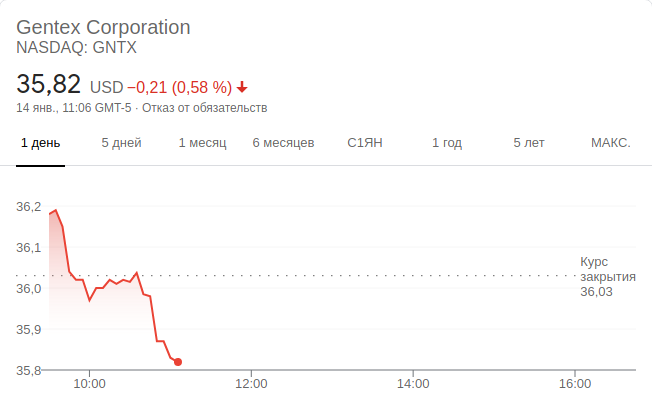 Gentex Corporation
NASDAQ: GNTX
35,82 USD −0,21 (0,58 %)
14 янв., 11:06 GMT-5 · Отказ от обязательств
1 день 5 дней 1 месяц 6 месяцев С1ЯН 1 год 5 лет МАКС.
36,2
36,1
36,0
35,9
35,8
Курс
закрытия
36,03
10:00 12:00 14:00 16:00